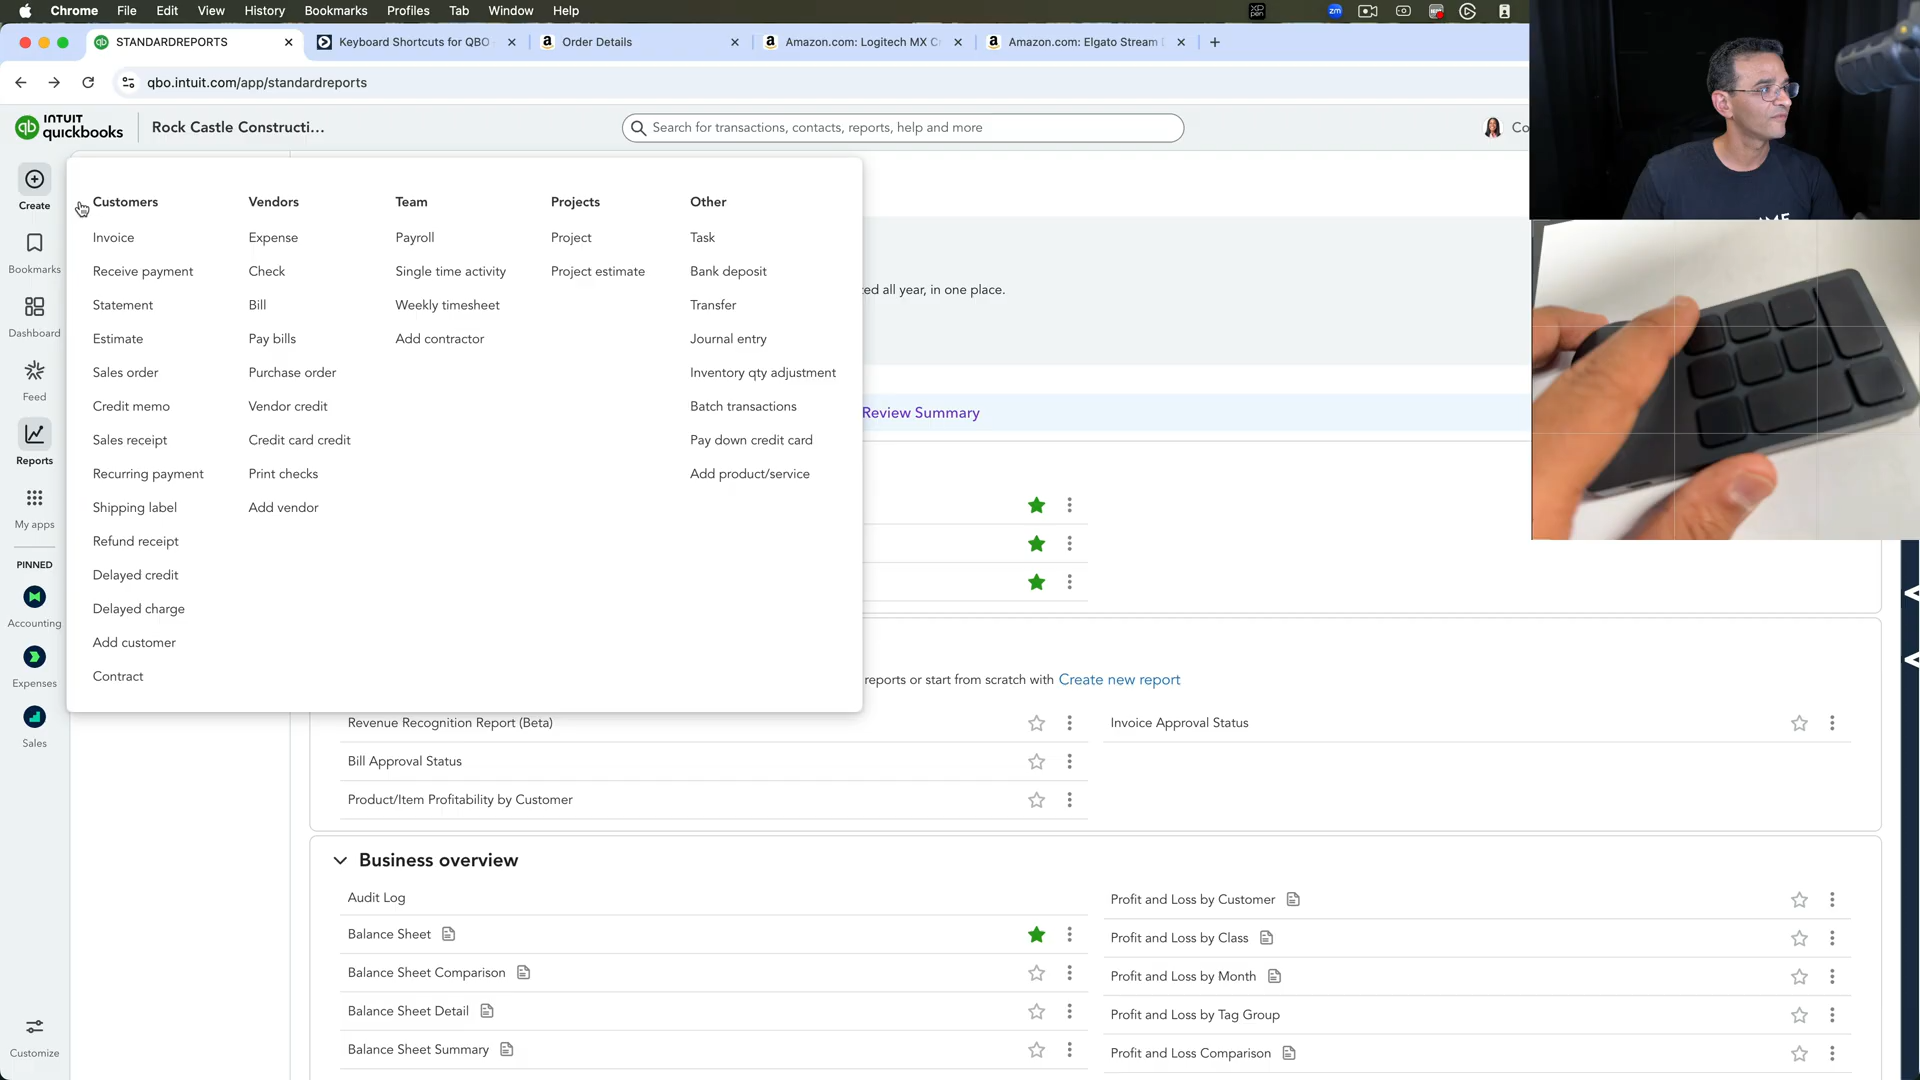 Chrome File Edit View History Bookmarks Profiles Tab Window Help
STANDARDREPORTS
Keyboard Shortcuts for QBO
Order Details
Amazon.com: Logitech MX C
Amazon.com: Elgato Stream
qbo.intuit.com/app/standardreports
INTUIT
quickbooks
Rock Castle Constructi...
Search for transactions, contacts, reports, help and more
Co
Create
Bookmarks
Dashboard
Feed
Reports
My apps
PINNED
Accounting
Expenses
Sales
Customize
Customers
Invoice
Receive payment
Statement
Estimate
Sales order
Credit memo
Sales receipt
Recurring payment
Shipping label
Refund receipt
Delayed credit
Delayed charge
Add customer
Contract
Vendors
Expense
Check
Bill
Pay bills
Purchase order
Vendor credit
Credit card credit
Print checks
Add vendor
Team
Payroll
Single time activity
Weekly timesheet
Add contractor
Projects
Project
Project estimate
Other
Task
Bank deposit
Transfer
Journal entry
Inventory qty adjustment
Batch transactions
Pay down credit card
Add product/service
ed all year, in one place.
Review Summary
reports or start from scratch with Create new report
Revenue Recognition Report (Beta)
Bill Approval Status
Product/Item Profitability by Customer
Invoice Approval Status
Business overview
Audit Log
Balance Sheet
Balance Sheet Comparison
Balance Sheet Detail
Balance Sheet Summary
Profit and Loss by Customer
Profit and Loss by Class
Profit and Loss by Month
Profit and Loss by Tag Group
Profit and Loss Comparison